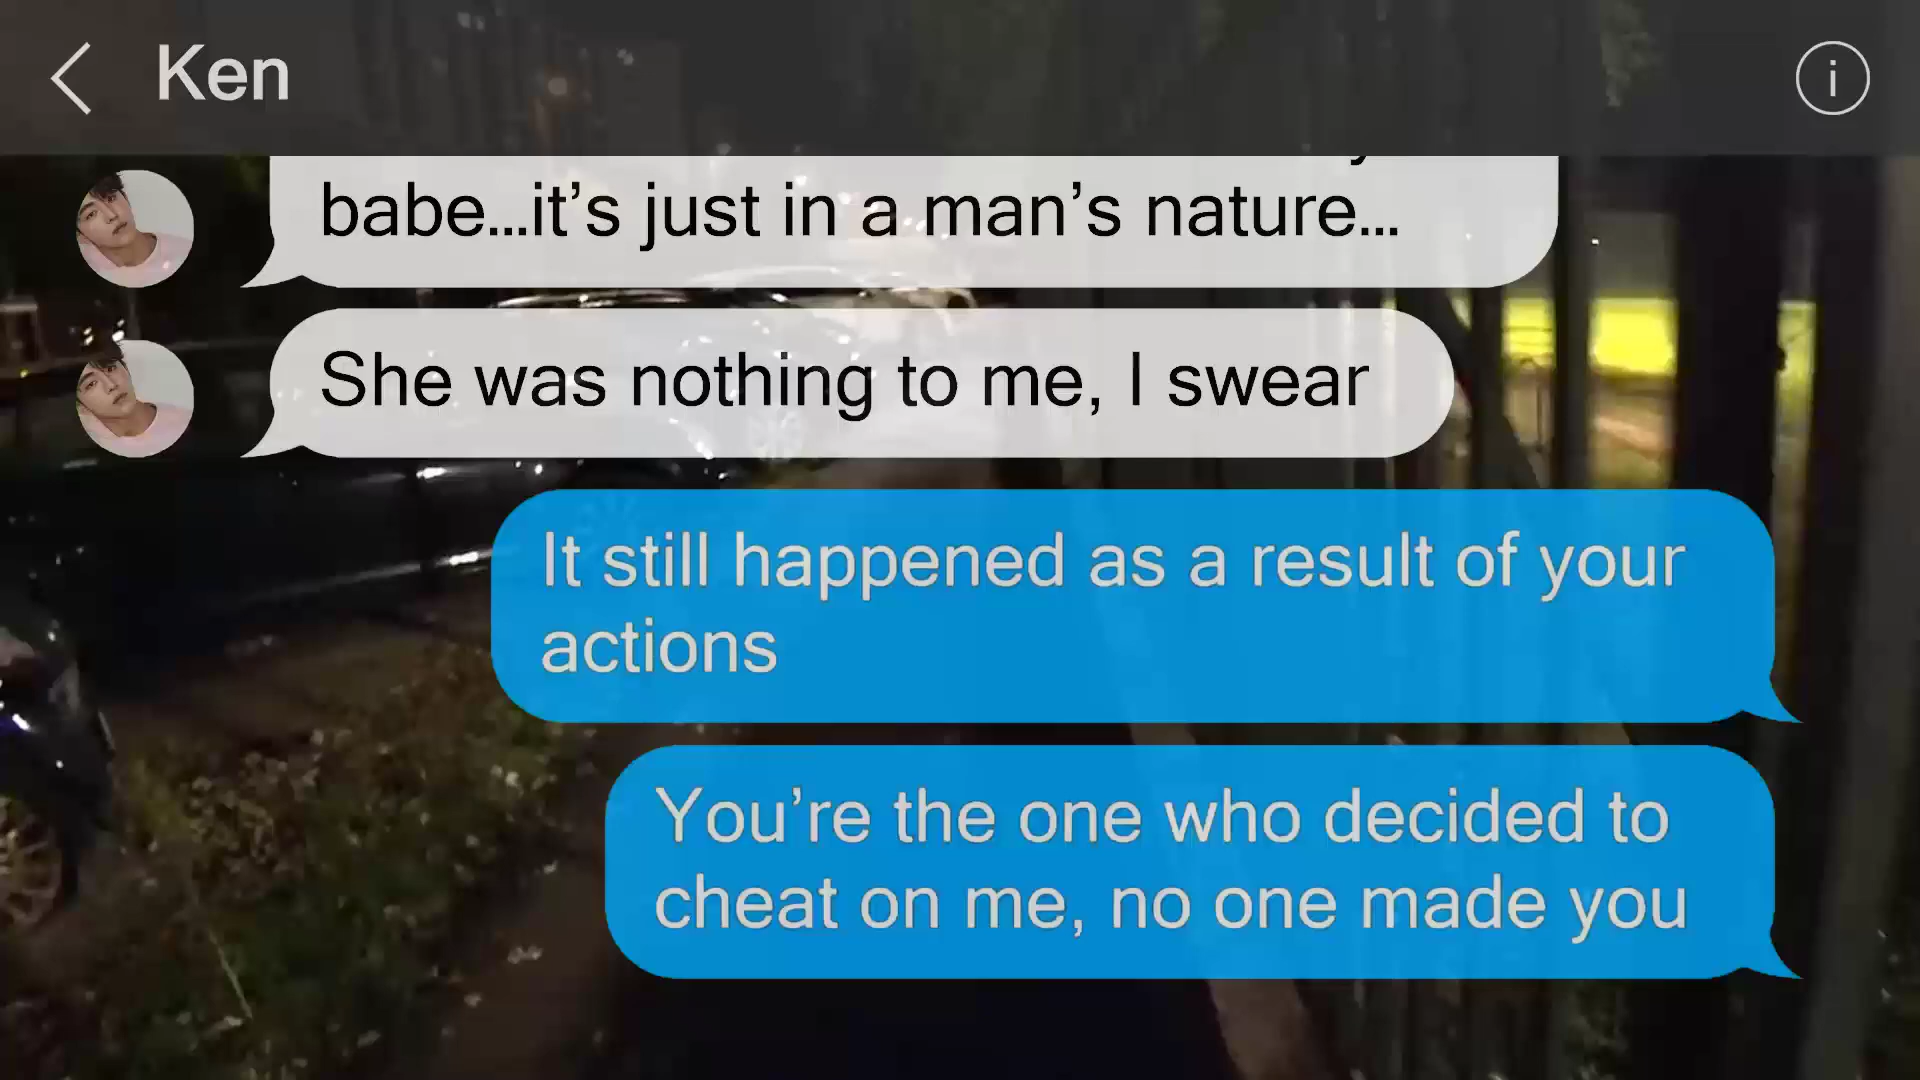 Ken
babe...it’s just in a man’s nature...
She was nothing to me, I swear
It still happened as a result of your
actions
You’re the one who decided to
cheat on me, no one made you